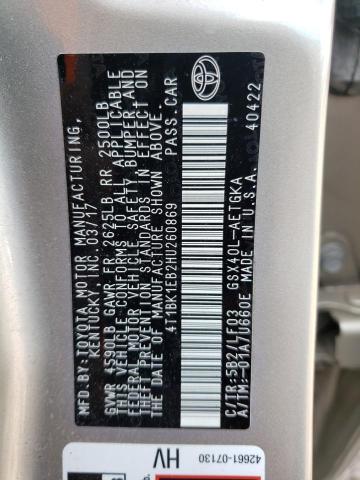 MFD.BY:TOYOTA MOTOR MANUFACTURING,
KENTUCKY, INC. 03/17
GVWR 4590LB GAWR FR 2625LB RR 2500LB
THIS VEHICLE CONFORMS TO ALL APPLICABLE
FEDERAL MOTOR VEHICLE SAFETY, BUMPER, AND
THEFT PREVENTION STANDARDS IN EFFECT ON
THE DATE OF MANUFACTURE SHOWN ABOVE.
4T1BK1EB2HU260869 PASS.CAR
C/TR:5B2/LF03 GSX40L-AETGKA
A/TM:-01A/U660E MADE IN U.S.A.
40422
42661-07130
HV